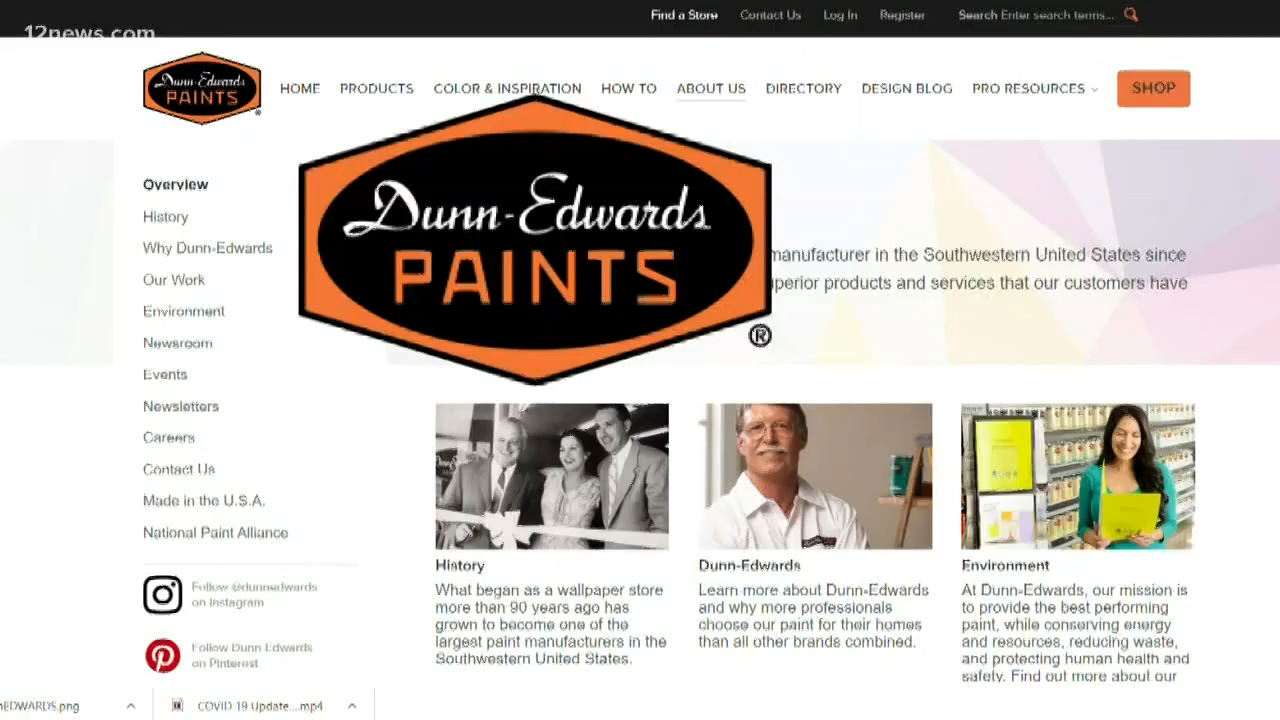 Find a Store Contact Us Log In Register Search Enter search terms...
12news.com
Dunn-Edwards
PAINTS
®
HOME PRODUCTS COLOR & INSPIRATION HOW TO ABOUT US DIRECTORY DESIGN BLOG PRO RESOURCES SHOP
Dunn-Edwards
PAINTS
®
Overview
History
Why Dunn-Edwards
Our Work
Environment
Newsroom
Events
Newsletters
Careers
Contact Us
Made in the U.S.A.
National Paint Alliance
Follow @dunnedwards
on Instagram
Follow Dunn Edwards
on Pinterest
manufacturer in the Southwestern United States since
products and services that our customers have
History
What began as a wallpaper store
more than 90 years ago has
grown to become one of the
largest paint manufacturers in the
Southwestern United States.
Dunn-Edwards
Learn more about Dunn-Edwards
and why more professionals
choose our paint for their homes
than all other brands combined.
Environment
At Dunn-Edwards, our mission is
to provide the best performing
paint, while conserving energy
and resources, reducing waste,
and protecting human health and
safety. Find out more about our
EDWARDS.png
COVID 19 Update....mp4